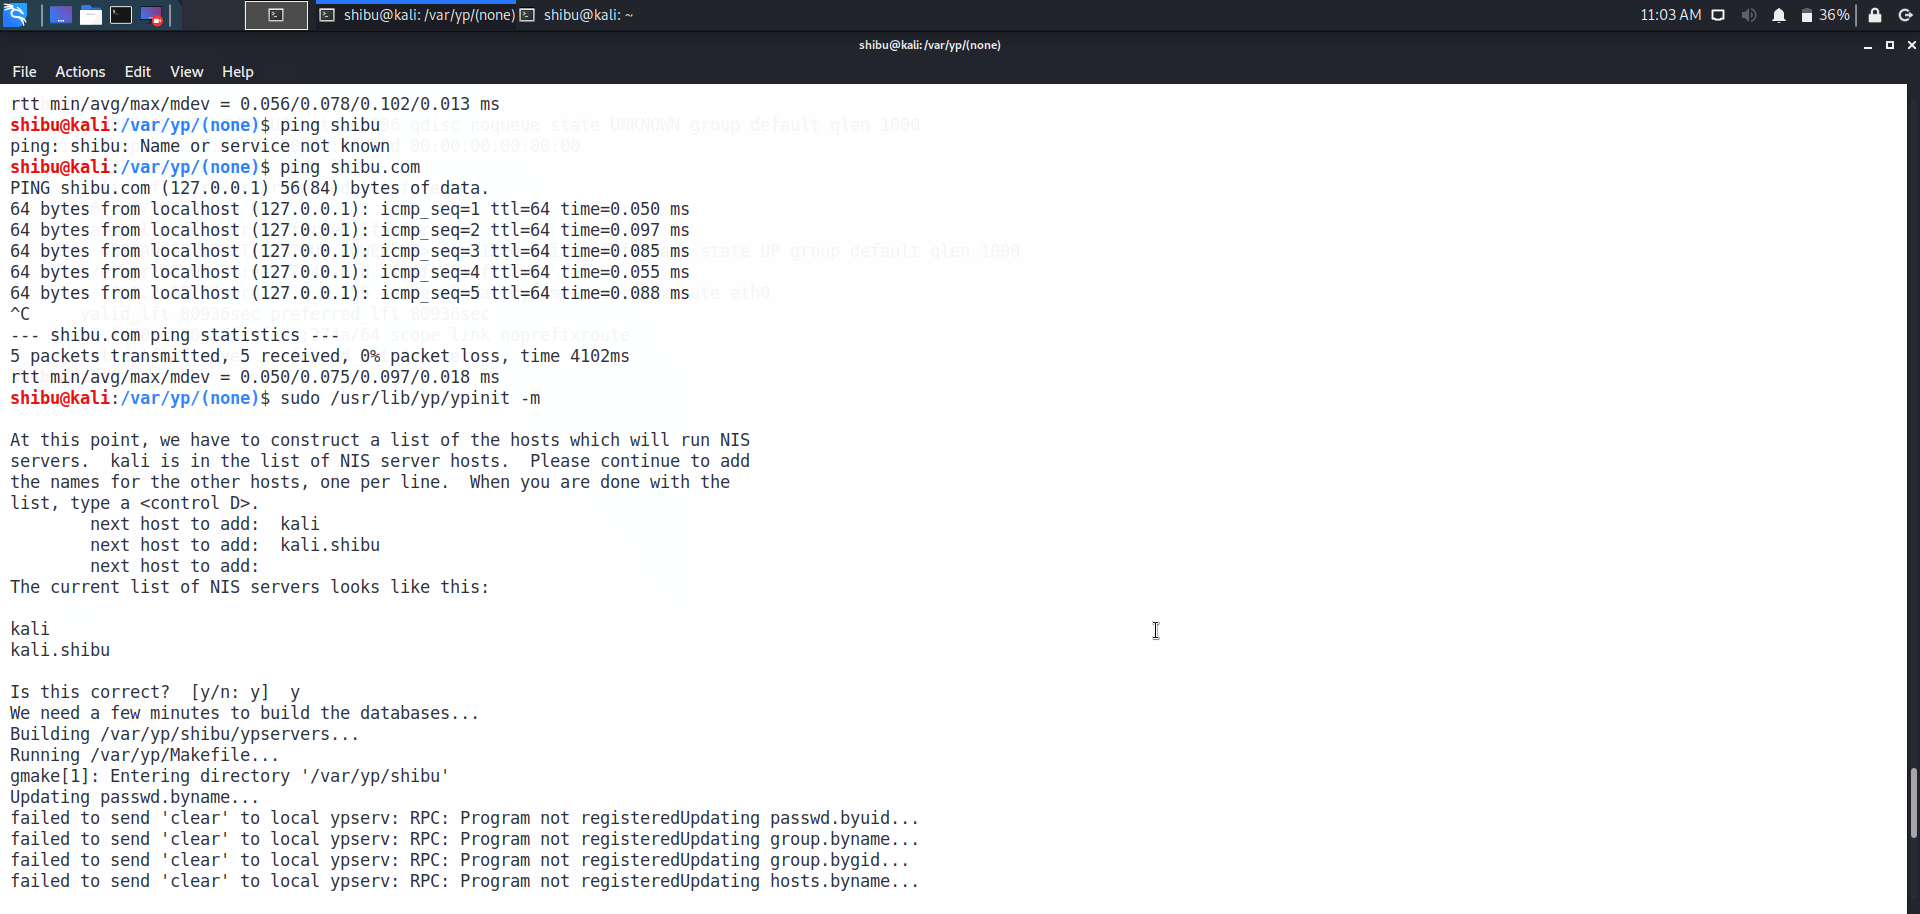 shibu@kali: /var/yp/(none) shibu@kali: ~ 11:03 AM 36%
shibu@kali: /var/yp/(none)
File Actions Edit View Help
rtt min/avg/max/mdev = 0.056/0.078/0.102/0.013 ms
shibu@kali:/var/yp/(none)$ ping shibu
ping: shibu: Name or service not known
shibu@kali:/var/yp/(none)$ ping shibu.com
PING shibu.com (127.0.0.1) 56(84) bytes of data.
64 bytes from localhost (127.0.0.1): icmp_seq=1 ttl=64 time=0.050 ms
64 bytes from localhost (127.0.0.1): icmp_seq=2 ttl=64 time=0.097 ms
64 bytes from localhost (127.0.0.1): icmp_seq=3 ttl=64 time=0.085 ms
64 bytes from localhost (127.0.0.1): icmp_seq=4 ttl=64 time=0.055 ms
64 bytes from localhost (127.0.0.1): icmp_seq=5 ttl=64 time=0.088 ms
^C
--- shibu.com ping statistics ---
5 packets transmitted, 5 received, 0% packet loss, time 4102ms
rtt min/avg/max/mdev = 0.050/0.075/0.097/0.018 ms
shibu@kali:/var/yp/(none)$ sudo /usr/lib/yp/ypinit -m
At this point, we have to construct a list of the hosts which will run NIS
servers.  kali is in the list of NIS server hosts.  Please continue to add
the names for the other hosts, one per line.  When you are done with the
list, type a <control D>.
next host to add:  kali
next host to add:  kali.shibu
next host to add:
The current list of NIS servers looks like this:
kali
kali.shibu
Is this correct?  [y/n: y]  y
We need a few minutes to build the databases...
Building /var/yp/shibu/ypservers...
Running /var/yp/Makefile...
gmake[1]: Entering directory '/var/yp/shibu'
Updating passwd.byname...
failed to send 'clear' to local ypserv: RPC: Program not registeredUpdating passwd.byuid...
failed to send 'clear' to local ypserv: RPC: Program not registeredUpdating group.byname...
failed to send 'clear' to local ypserv: RPC: Program not registeredUpdating group.bygid...
failed to send 'clear' to local ypserv: RPC: Program not registeredUpdating hosts.byname...